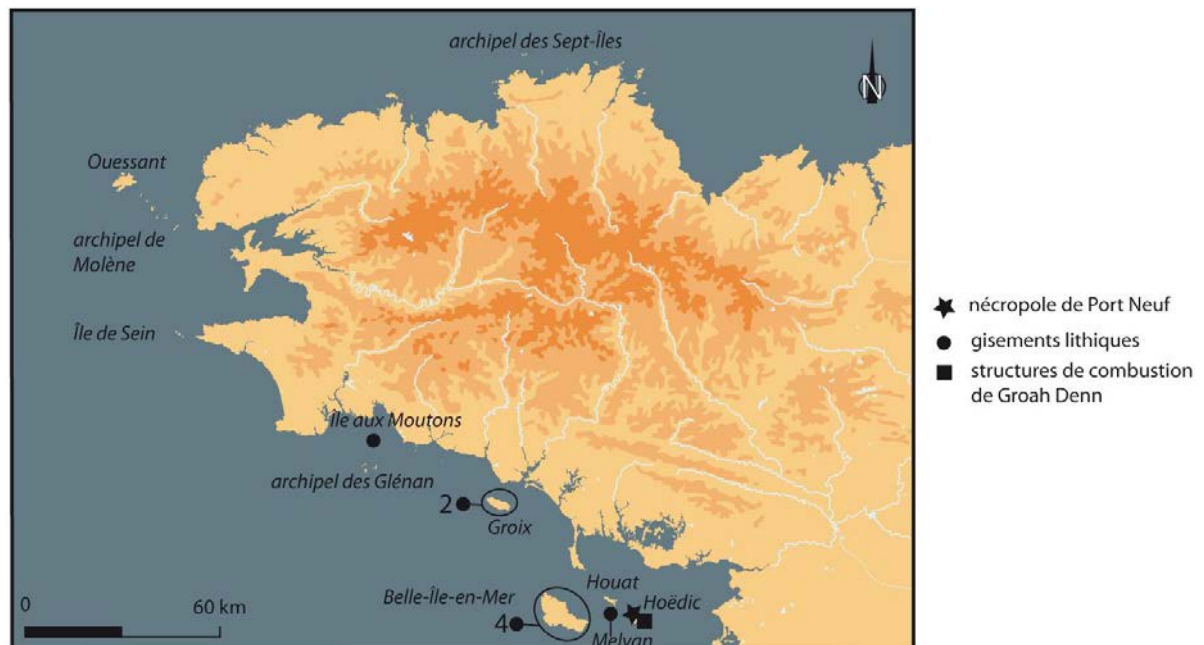 archipel des Sept-Îles
N
Ouessant
archipel de
Molène
Île de Sein
Île aux Moutons
archipel des Glénan
2
Groix
Belle-Île-en-Mer
4
Houat
Hoëdic
Melvan
0
60 km
nécropole de Port Neuf
gisements lithiques
structures de combustion
de Groah Denn